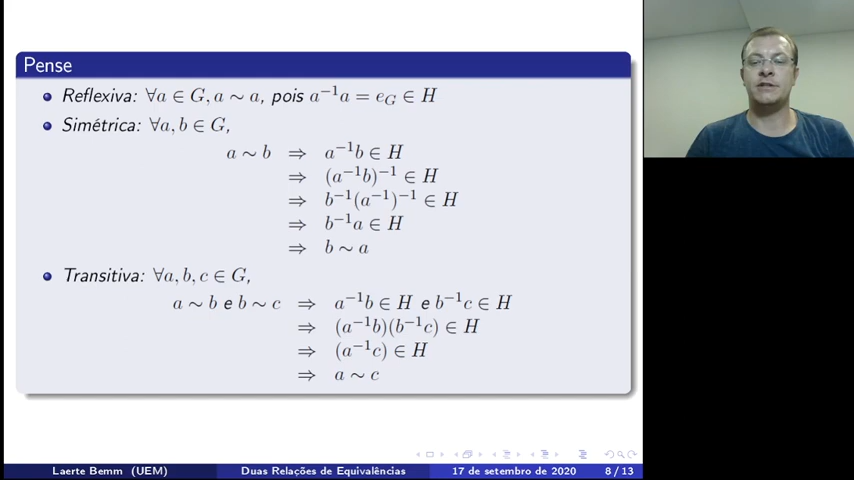 Pense
Reflexiva: ∀a ∈ G, a ∼ a, pois a⁻¹a = e_G ∈ H
Simétrica: ∀a, b ∈ G,
a ∼ b ⇒ a⁻¹b ∈ H
⇒ (a⁻¹b)⁻¹ ∈ H
⇒ b⁻¹(a⁻¹)⁻¹ ∈ H
⇒ b⁻¹a ∈ H
⇒ b ∼ a
Transitiva: ∀a, b, c ∈ G,
a ∼ b e b ∼ c ⇒ a⁻¹b ∈ H e b⁻¹c ∈ H
⇒ (a⁻¹b)(b⁻¹c) ∈ H
⇒ (a⁻¹c) ∈ H
⇒ a ∼ c
Laerte Bemm (UEM) Duas Relações de Equivalências 17 de setembro de 2020 8 / 13